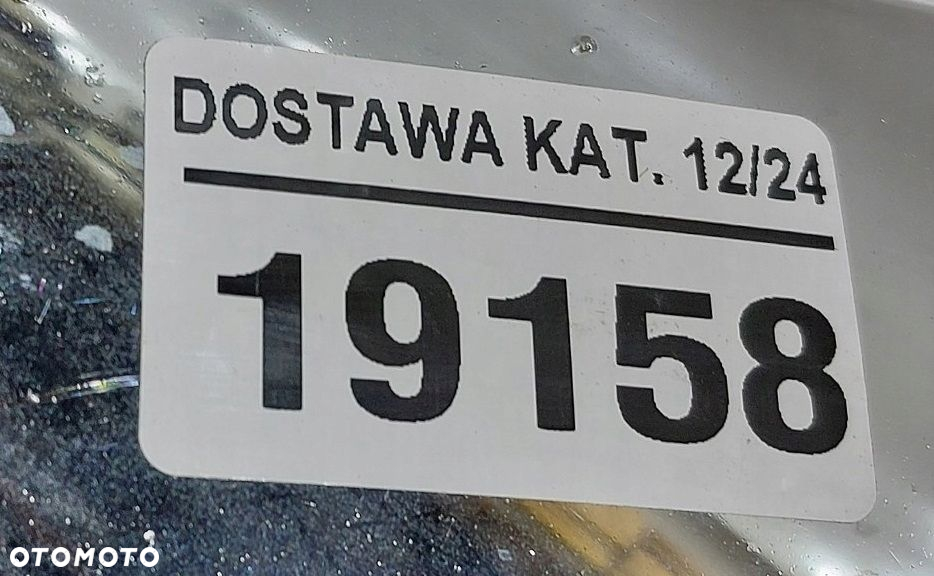 DOSTAWA KAT. 12/24
19158
OTOMOTO